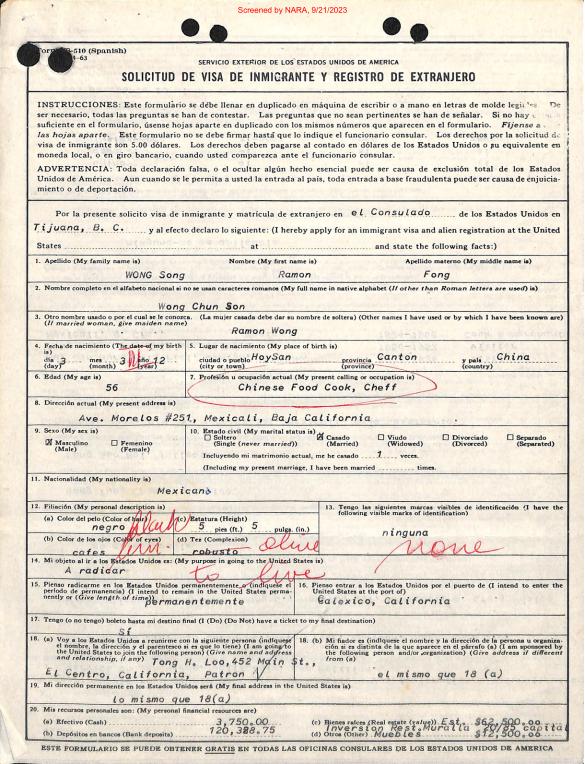 Screened by NARA, 9/21/2023
510 (Spanish)
63
SERVICIO EXTERIOR DE LOS ESTADOS UNIDOS DE AMERICA
SOLICITUD DE VISA DE INMIGRANTE Y REGISTRO DE EXTRANJERO
INSTRUCCIONES: Este formulario se debe llenar en duplicado en máquina de escribir o a mano en letras de molde De
ser necesario, todas las preguntas se han de contestar. Las preguntas que no sean pertinentes se han de señalar. Si no hay
suficiente en el formulario, úsense hojas aparte en duplicado con los mismos números que aparecen en el formulario. Fíjense a
las hojas aparte. Este formulario no se debe firmar hasta que lo indique el funcionario consular. Los derechos por la solicitud de
visa de inmigrante son 5.00 dólares. Los derechos deben pagarse al contado en dólares de los Estados Unidos o su equivalente en
moneda local, o en giro bancario, cuando usted comparezca ante el funcionario consular.
ADVERTENCIA: Toda declaración falsa, o el ocultar algún hecho esencial puede ser causa de exclusión total de los Estados
Unidos de América. Aun cuando se le permita a usted la entrada al país, toda entrada a base fraudulenta puede ser causa de enjuicia-
miento o de deportación.
Por la presente solicito visa de inmigrante y matrícula de extranjero en el Consulado de los Estados Unidos en
Tijuana, B. C. y al efecto declaro lo siguiente: (I hereby apply for an immigrant visa and alien registration at the United
States at and state the following facts:)
1. Apellido (My family name is) Nombre (My first name is) Apellido materno (My middle name is)
WONG Song Ramon Fong
2. Nombre completo en el alfabeto nacional si no se usan caracteres romanos (My full name in native alphabet (If other than Roman letters are used) is)
Wong Chun Son
3. Otro nombre usado o por el cual se le conozca. (La mujer casada debe dar su nombre de soltera) (Other names I have used or by which I have been known)
(If married woman, give maiden name)
Ramon Wong
4. Fecha de nacimiento (The date of my birth is)
día 3 (day) mes 3 (month) año 12 (year)
5. Lugar de nacimiento (My place of birth is)
ciudad o pueblo HoySan provincia Canton y país China
(city or town) (province) (country)
6. Edad (My age is)
56
7. Profesión u ocupación actual (My present calling or occupation is)
Chinese Food Cook, Cheff
8. Dirección actual (My present address is)
Ave. Morelos #251, Mexicali, Baja California
9. Sexo (My sex is)
☒ Masculino (Male) ☐ Femenino (Female)
10. Estado civil (My marital status is)
☐ Soltero (Single (never married)) ☒ Casado (Married) ☐ Viudo (Widowed) ☐ Divorciado (Divorced) ☐ Separado (Separated)
Incluyendo mi matrimonio actual, me he casado 1 veces.
(Including my present marriage, I have been married times.
11. Nacionalidad (My nationality is)
Mexicano
12. Filiación (My personal description is)
(a) Color del pelo (Color of hair) negro black
(c) Estatura (Height) 5 pies (ft.) 5 pulgs. (in.)
(b) Color de los ojos (Color of eyes) cafes
(d) Tez (Complexion) robusto olive
13. Tengo las siguientes marcas visibles de identificación (I have the
following visible marks of identification)
ninguna
none
14. Mi objeto al ir a los Estados Unidos es: (My purpose in going to the United States is)
A radicar to live
15. Pienso radicarme en los Estados Unidos permanentemente o (indíquese el
período de permanencia) (I intend to remain in the United States perma-
nently or (Give length of time))
permanentemente
16. Pienso entrar a los Estados Unidos por el puerto de (I intend to enter the
United States at the port of)
Calexico, California
17. Tengo (o no tengo) boleto hasta mi destino final (I Do) (Do Not) (Have a ticket to my final destination)
Sí
18. (a) Voy a los Estados Unidos a reunirme con la siguiente persona (indíquese
el nombre, la dirección y el parentesco si es que lo tiene) (I am going to
the United States to join the following person) (Give name and address
and relationship, if any) Tong H. Loo, 452 Main St.,
El Centro, California, Patron
18. (b) Mi fiador es (indíquese el nombre y la dirección de la persona u organiza-
ción si es distinta de la que aparece en el párrafo (a) (I am sponsored by
the following person and/or organization) (Give address if different
from (a)
el mismo que 18 (a)
19. Mi dirección permanente en los Estados Unidos será (My final address in the United States is)
lo mismo que 18(a)
20. Mis recursos personales son: (My personal financial resources are)
(a) Efectivo (Cash) 3,750.00
(b) Depósitos en bancos (Bank deposits) 120,388.75
(c) Bienes raíces (Real estate (value)) Est. $62,500.00
Inversion Rest. Muralla capital
(d) Otros (Other) Muebles $12,500.00
ESTE FORMULARIO SE PUEDE OBTENER GRATIS EN TODAS LAS OFICINAS CONSULARES DE LOS ESTADOS UNIDOS DE AMERICA